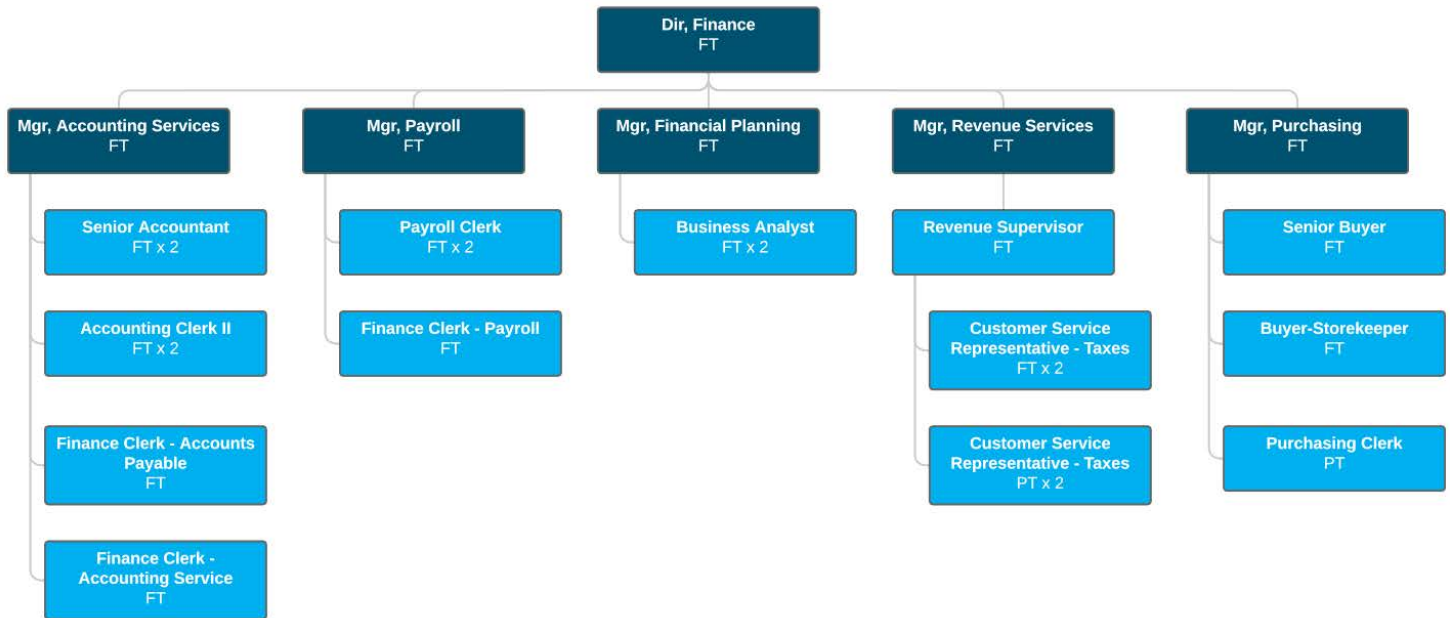 Dir, Finance
FT
Mgr, Accounting Services
FT
Mgr, Payroll
FT
Mgr, Financial Planning
FT
Mgr, Revenue Services
FT
Mgr, Purchasing
FT
Senior Accountant
FT x 2
Accounting Clerk II
FT x 2
Finance Clerk - Accounts
Payable
FT
Finance Clerk -
Accounting Service
FT
Payroll Clerk
FT x 2
Finance Clerk - Payroll
FT
Business Analyst
FT x 2
Revenue Supervisor
FT
Customer Service
Representative - Taxes
FT x 2
Customer Service
Representative - Taxes
PT x 2
Senior Buyer
FT
Buyer-Storekeeper
FT
Purchasing Clerk
PT